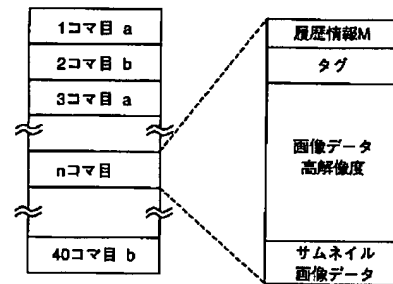 1コマ目 a
2コマ目 b
3コマ目 a
nコマ目
40コマ目 b
履歴情報M
タグ
画像データ
高解像度
サムネイル
画像データ